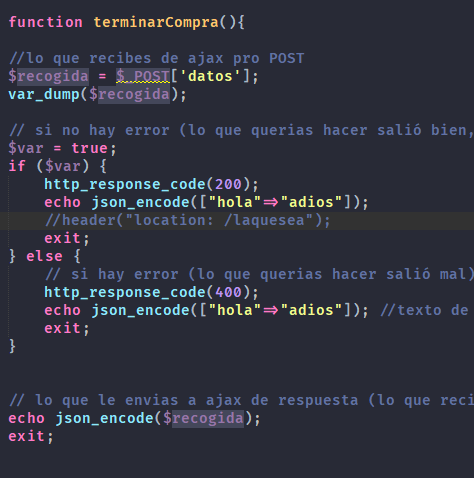 function terminarCompra(){
//lo que recibes de ajax pro POST
$recogida = $_POST['datos'];
var_dump($recogida);
// si no hay error (lo que querias hacer salió bien,
$var = true;
if ($var) {
http_response_code(200);
echo json_encode(["hola"=>"adios"]);
//header("location: /laquesea");
exit;
} else {
// si hay error (lo que querias hacer salió mal)
http_response_code(400);
echo json_encode(["hola"=>"adios"]); //texto de
exit;
}
// lo que le envias a ajax de respuesta (lo que reci
echo json_encode($recogida);
exit;